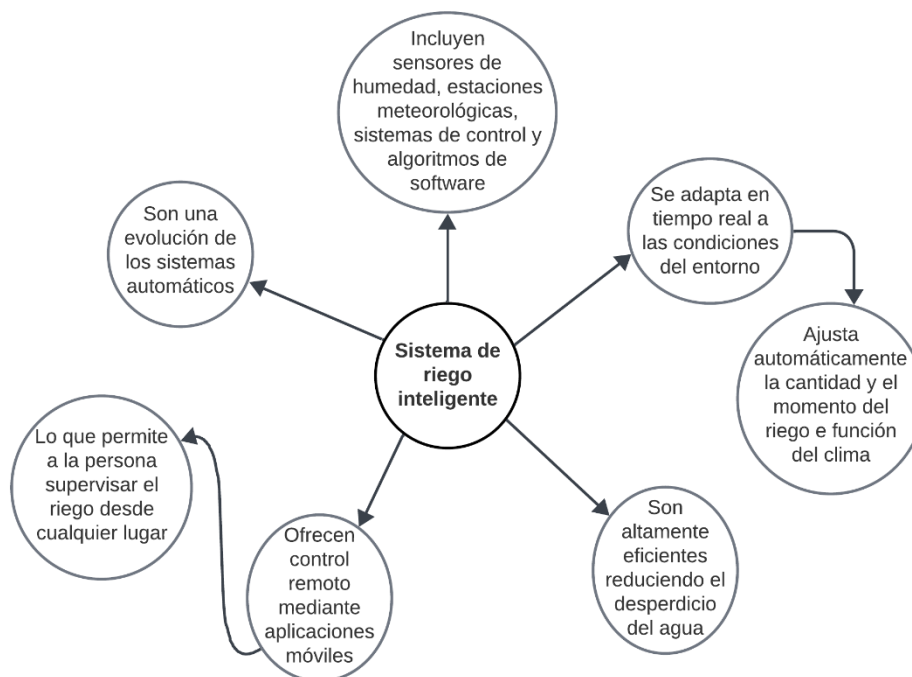 Incluyen
sensores de
humedad, estaciones
meteorológicas,
sistemas de control y
algoritmos de
software
Son una
evolución de
los sistemas
automáticos
Se adapta en
tiempo real a
las condiciones
del entorno
Sistema de
riego
inteligente
Ajusta
automáticamente
la cantidad y el
momento del
riego e función
del clima
Lo que permite
a la persona
supervisar el
riego desde
cualquier lugar
Ofrecen
control
remoto
mediante
aplicaciones
móviles
Son
altamente
eficientes
reduciendo el
desperdicio
del agua